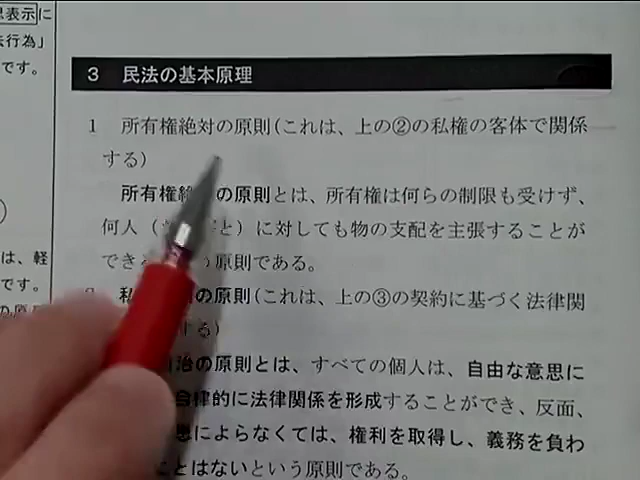 思表示に
法行為」
です。
は、軽
です。
3 民法の基本原理
1 所有権絶対の原則(これは、上の②の私権の客体で関係
する)
所有権絶 の原則とは、所有権は何らの制限も受けず、
何人( と)に対しても物の支配を主張することが
でき 原則である。
私 の原則(これは、上の③の契約に基づく法律関
する)
治の原則とは、すべての個人は、自由な意思に
自律的に法律関係を形成することができ、反面、
思によらなくては、権利を取得し、義務を負わ
ことはないという原則である。